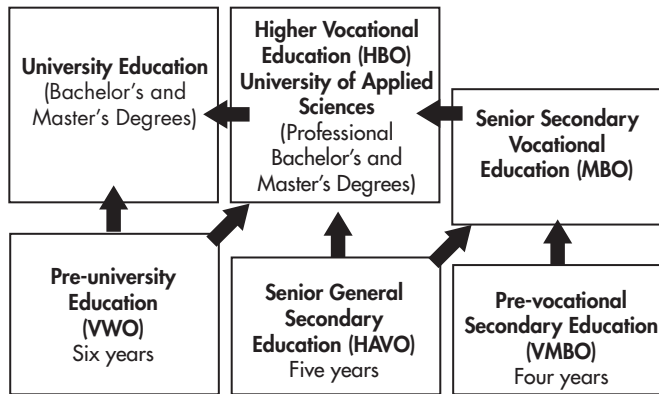 University Education
(Bachelor's and
Master's Degrees)
Higher Vocational
Education (HBO)
University of Applied
Sciences
(Professional
Bachelor's and
Master's Degrees)
Senior Secondary
Vocational
Education (MBO)
Pre-university
Education
(VWO)
Six years
Senior General
Secondary
Education (HAVO)
Five years
Pre-vocational
Secondary Education
(VMBO)
Four years